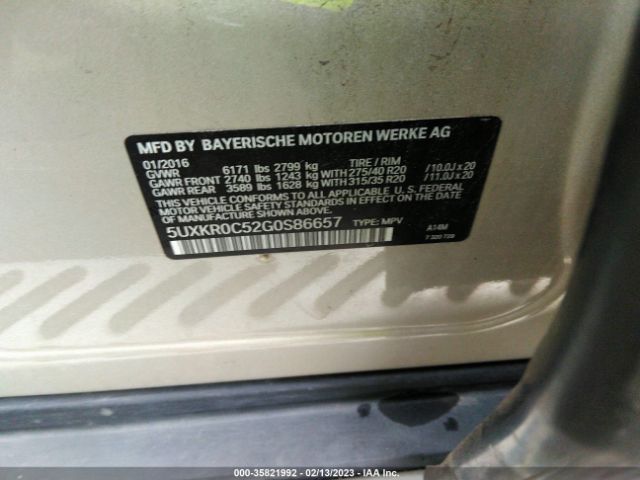 MFD BY BAYERISCHE MOTOREN WERKE AG
01/2016
GVWR 6171 lbs 2799 kg TIRE / RIM
GAWR FRONT 2740 lbs 1243 kg WITH 275/40 R20 /10.0J x 20
GAWR REAR 3589 lbs 1628 kg WITH 315/35 R20 /11.0J x 20
THIS VEHICLE CONFORMS TO ALL APPLICABLE U.S. FEDERAL
MOTOR VEHICLE SAFETY STANDARDS IN EFFECT ON THE DATE OF
MANUFACTURE SHOWN ABOVE.
5UXKR0C52G0S86657 TYPE: MPV A14M
7 320 729
000-35821992 - 02/13/2023 - IAA Inc.